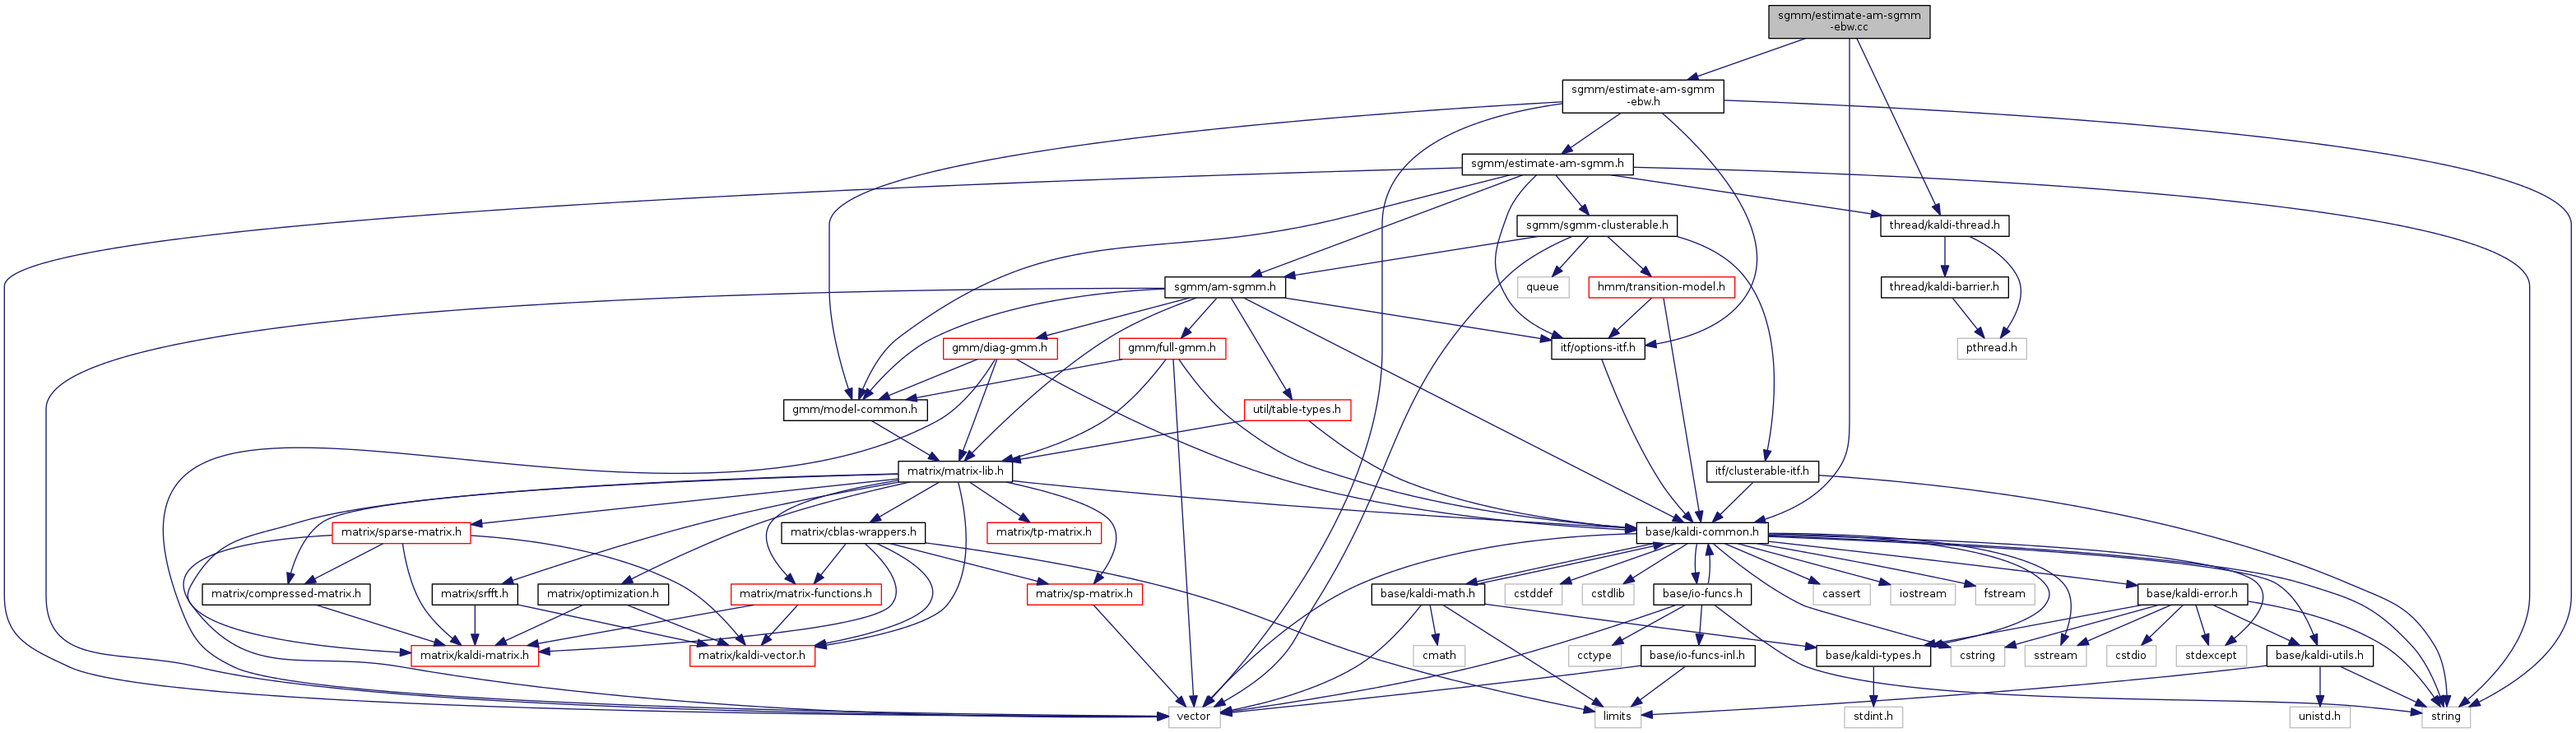 sgmm/estimate-am-sgmm
-ebw.cc
sgmm/estimate-am-sgmm
-ebw.h
sgmm/estimate-am-sgmm.h
sgmm/sgmm-clusterable.h
thread/kaldi-thread.h
sgmm/am-sgmm.h
queue
hmm/transition-model.h
thread/kaldi-barrier.h
gmm/diag-gmm.h
gmm/full-gmm.h
itf/options-itf.h
pthread.h
gmm/model-common.h
util/table-types.h
matrix/matrix-lib.h
itf/clusterable-itf.h
matrix/sparse-matrix.h
matrix/cblas-wrappers.h
matrix/tp-matrix.h
base/kaldi-common.h
matrix/compressed-matrix.h
matrix/srfft.h
matrix/optimization.h
matrix/matrix-functions.h
matrix/sp-matrix.h
base/kaldi-math.h
cstddef
cstdlib
base/io-funcs.h
cassert
iostream
fstream
base/kaldi-error.h
matrix/kaldi-matrix.h
matrix/kaldi-vector.h
cmath
cctype
base/io-funcs-inl.h
base/kaldi-types.h
cstring
sstream
cstdio
stdexcept
base/kaldi-utils.h
vector
limits
stdint.h
unistd.h
string